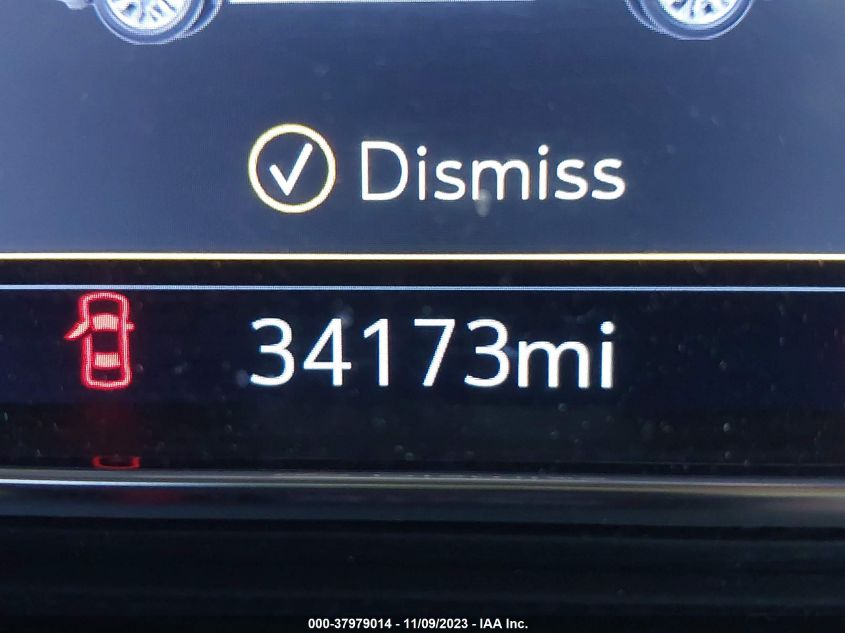 Dismiss
34173mi
000-37979014 - 11/09/2023 - IAA Inc.